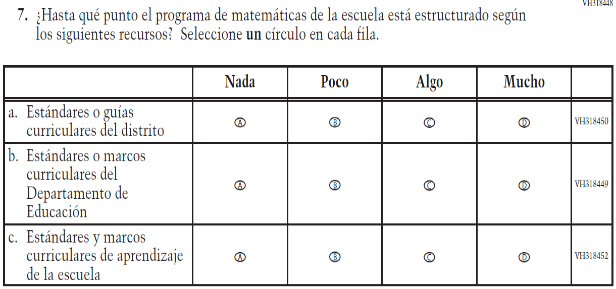 VH318448
7. ¿Hasta qué punto el programa de matemáticas de la escuela está estructurado según
los siguientes recursos? Seleccione un círculo en cada fila.
Nada Poco Algo Mucho
a. Estándares o guías
curriculares del distrito
A B C D VH318450
b. Estándares o marcos
curriculares del
Departamento de
Educación
A B C D VH318449
c. Estándares y marcos
curriculares de aprendizaje
de la escuela
A B C D VH318452